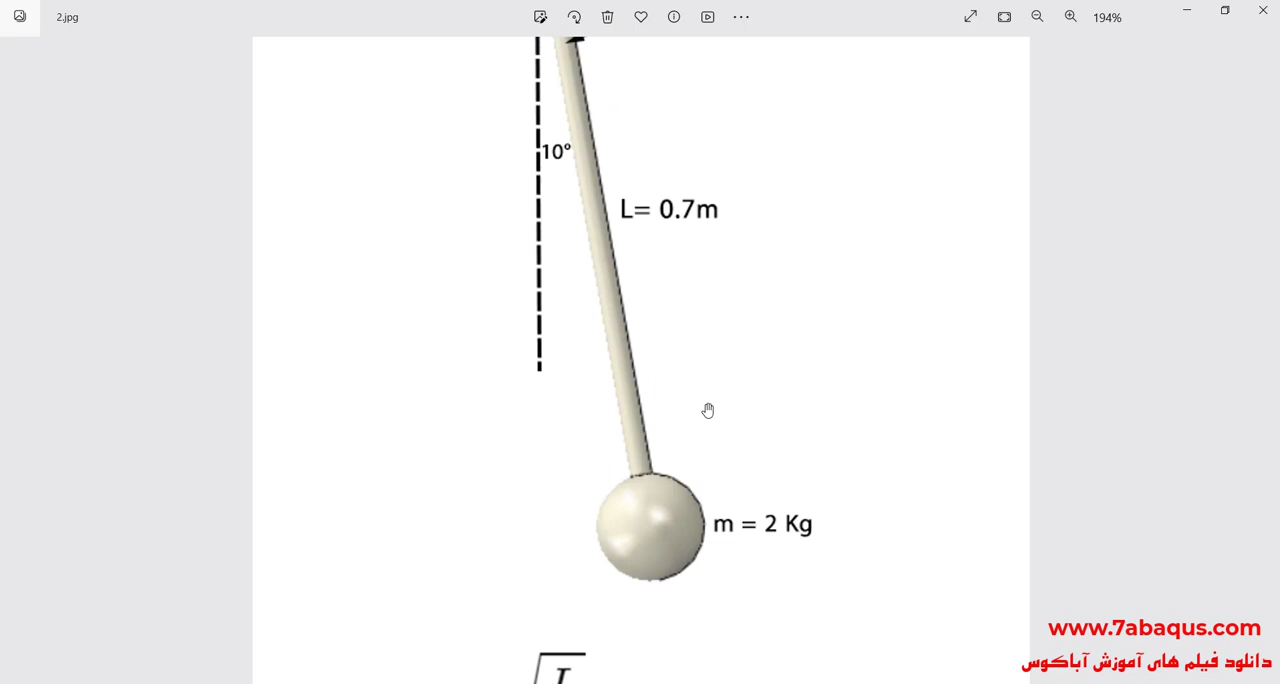 2.jpg
194%
10°
L= 0.7m
m = 2 Kg
L
www.7abaqus.com
دانلود فیلم های آموزش آباکوس